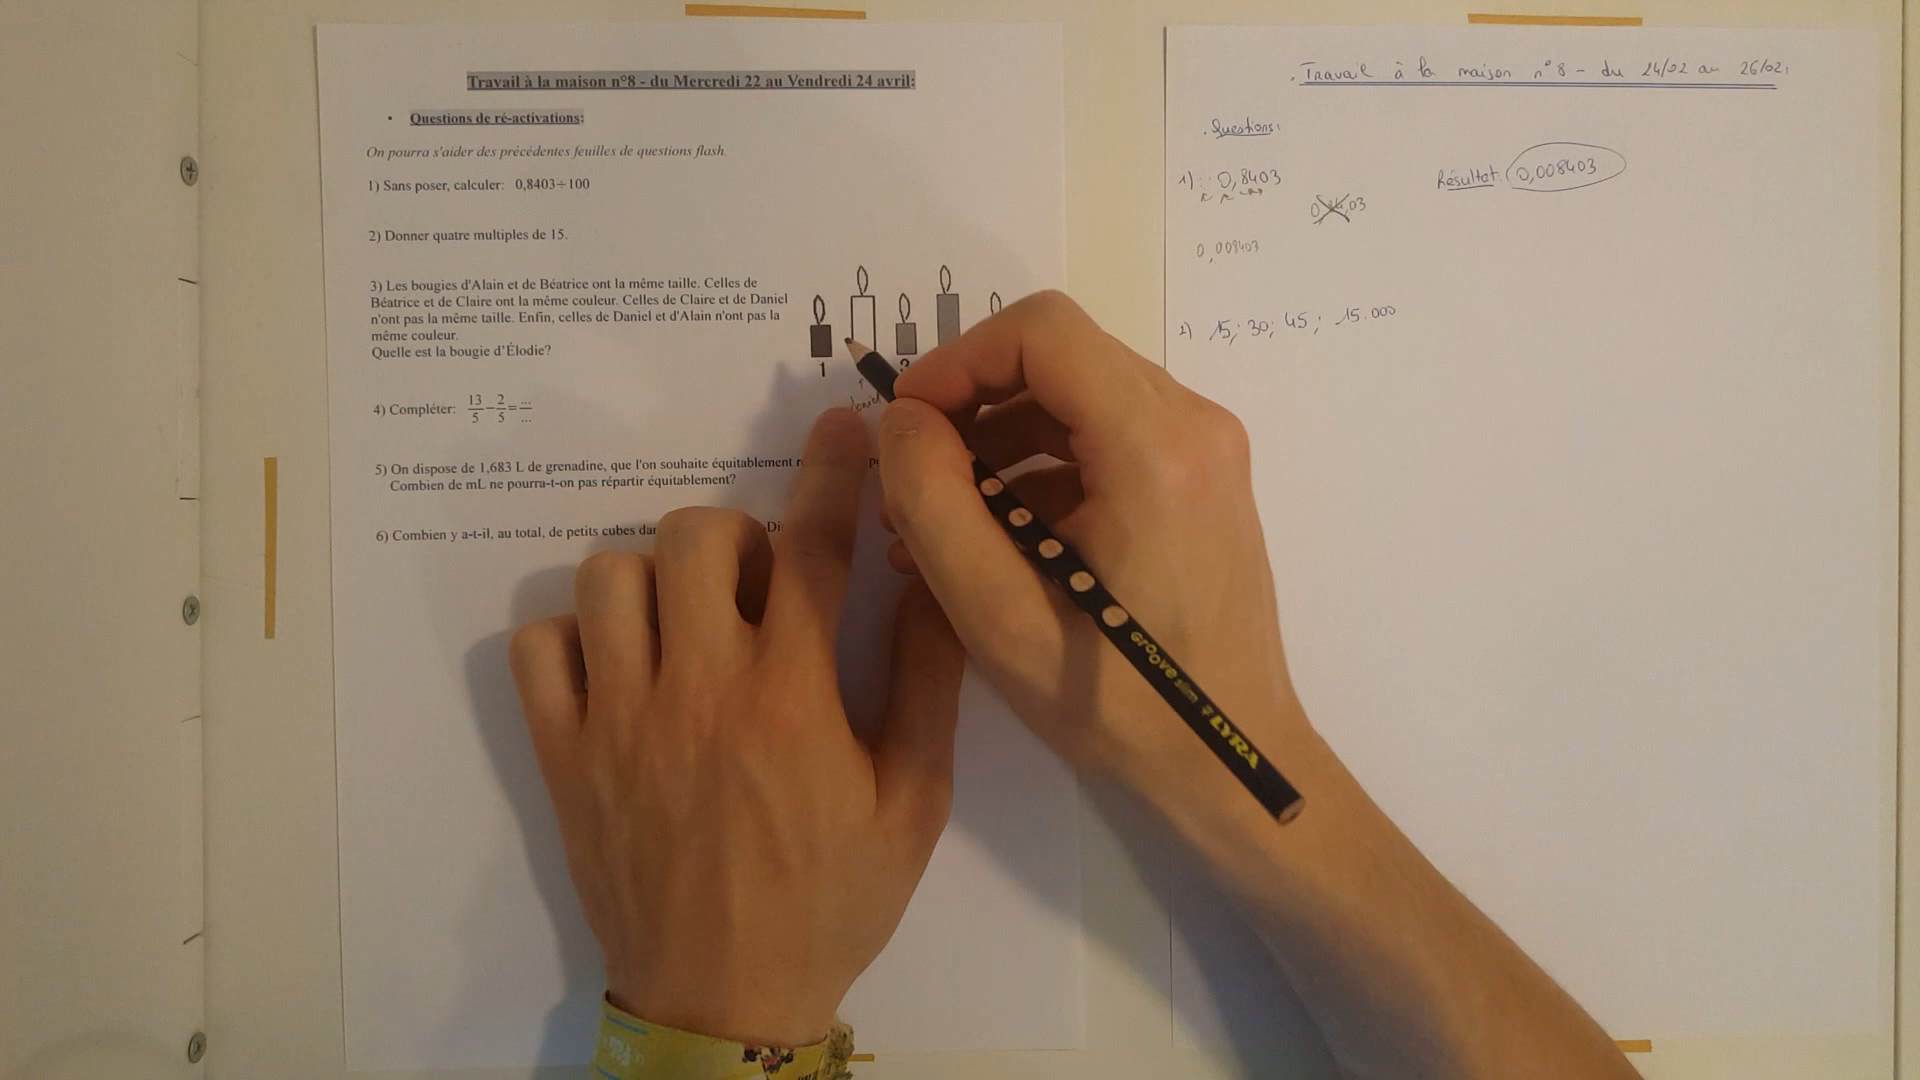 Travail à la maison n°8 - du Mercredi 22 au Vendredi 24 avril:
• Questions de ré-activations:
On pourra s'aider des précédentes feuilles de questions flash.
1) Sans poser, calculer: 0,8403÷100
2) Donner quatre multiples de 15.
3) Les bougies d'Alain et de Béatrice ont la même taille. Celles de
Béatrice et de Claire ont la même couleur. Celles de Claire et de Daniel
n'ont pas la même taille. Enfin, celles de Daniel et d'Alain n'ont pas la
même couleur.
Quelle est la bougie d'Élodie?
1
4) Compléter: 13/5 - 2/5 = .../...
5) On dispose de 1,683 L de grenadine, que l'on souhaite équitablement
Combien de mL ne pourra-t-on pas répartir équitablement?
6) Combien y a-t-il, au total, de petits cubes
GROOVE slim LYRA
. Travail à la maison n°8 - du 24/02 au 26/02:
. Questions:
1) 0,8403
Résultat: 0,008403
0,008403
2) 15; 30; 45; 15.000